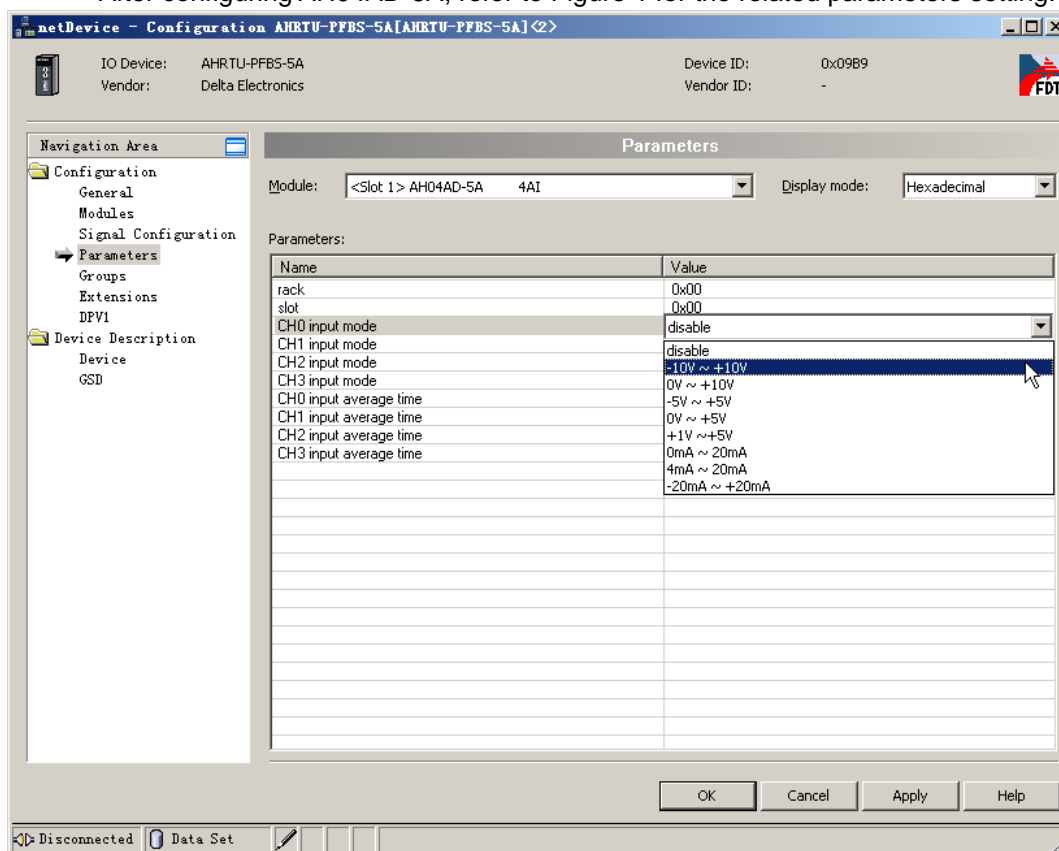 netDevice - Configuration AHRTU-PFBS-5A[AHRTU-PFBS-5A]<2>
IO Device: AHRTU-PFBS-5A Device ID: 0x09B9
Vendor: Delta Electronics Vendor ID: -
FDT
Navigation Area
Configuration
General
Modules
Signal Configuration
Parameters
Groups
Extensions
DPV1
Device Description
Device
GSD
Parameters
Module: <Slot 1> AH04AD-5A 4AI Display mode: Hexadecimal
Parameters:
Name Value
rack 0x00
slot 0x00
CH0 input mode disable
CH1 input mode
CH2 input mode
CH3 input mode
CH0 input average time
CH1 input average time
CH2 input average time
CH3 input average time
disable
-10V ~ +10V
0V ~ +10V
-5V ~ +5V
0V ~ +5V
+1V ~+5V
0mA ~ 20mA
4mA ~ 20mA
-20mA ~ +20mA
OK Cancel Apply Help
Disconnected Data Set